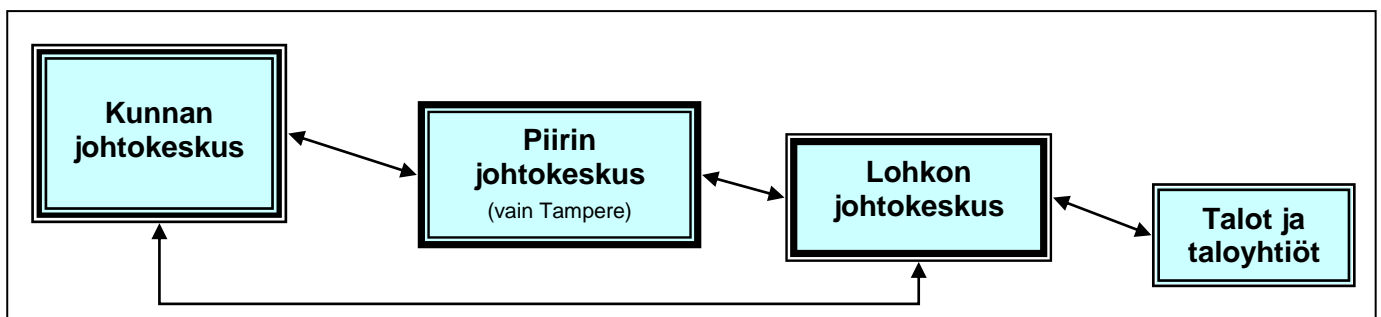 Kunnan
johtokeskus
Piirin
johtokeskus
(vain Tampere)
Lohkon
johtokeskus
Talot ja
taloyhtiöt